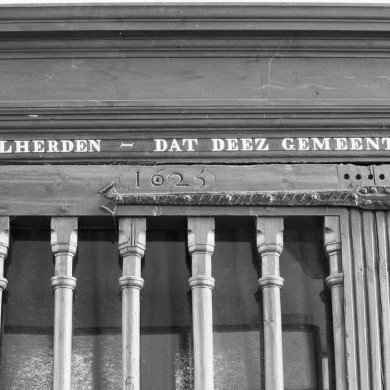 LHERDEN – DAT DEEZ GEMEENT
1625